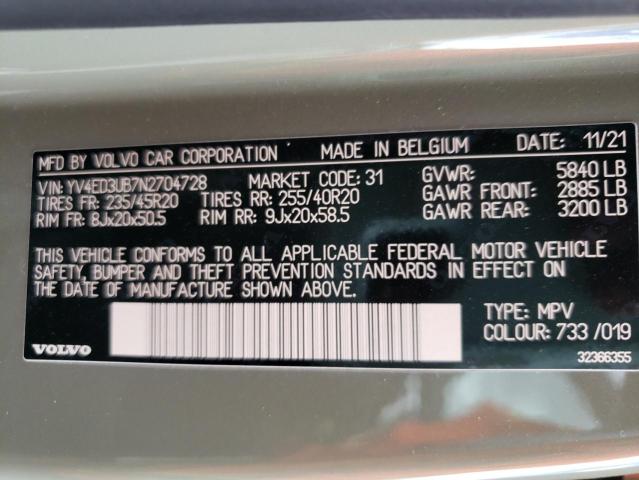 MFD BY VOLVO CAR CORPORATION MADE IN BELGIUM DATE: 11/21
VIN: YV4ED3UB7N2704728 MARKET CODE: 31 GVWR: 5840 LB
TIRES FR: 235/45R20 TIRES RR: 255/40R20 GAWR FRONT: 2885 LB
RIM FR: 8Jx20x50.5 RIM RR: 9Jx20x58.5 GAWR REAR: 3200 LB
THIS VEHICLE CONFORMS TO ALL APPLICABLE FEDERAL MOTOR VEHICLE
SAFETY, BUMPER AND THEFT PREVENTION STANDARDS IN EFFECT ON
THE DATE OF MANUFACTURE SHOWN ABOVE.
TYPE: MPV
COLOUR: 733 /019
VOLVO 32366355